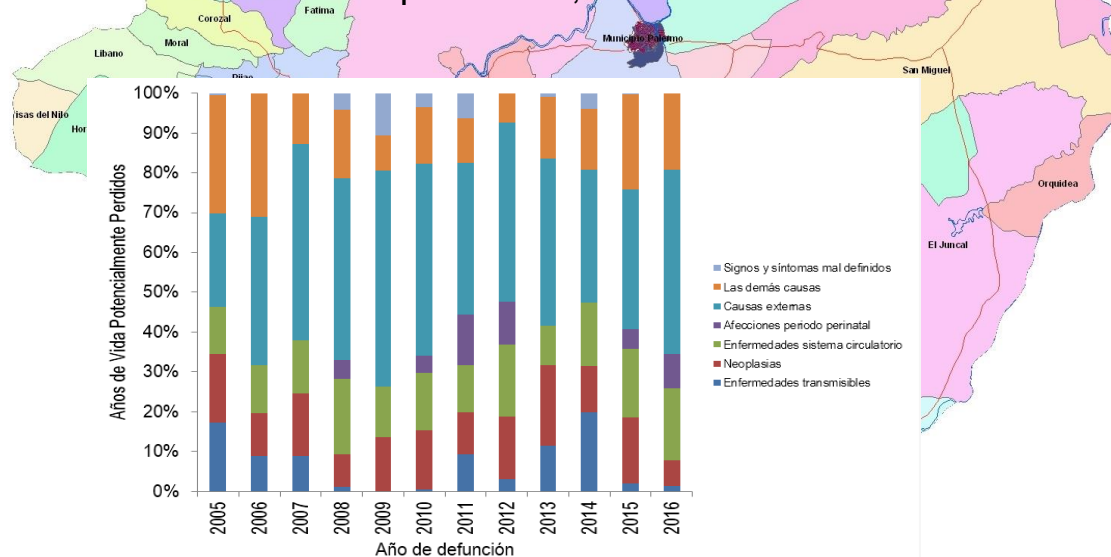 Fatima
Corozal
Moral
Libano
Municipio Palermo
San Miguel
isas del Nilo
Orquidea
El Juncal
100%
90%
80%
70%
60%
50%
40%
30%
20%
10%
0%
Años de Vida Potencialmente Perdidos
2005
2006
2007
2008
2009
2010
2011
2012
2013
2014
2015
2016
Año de defunción
Signos y síntomas mal definidos
Las demás causas
Causas externas
Afecciones periodo perinatal
Enfermedades sistema circulatorio
Neoplasias
Enfermedades transmisibles